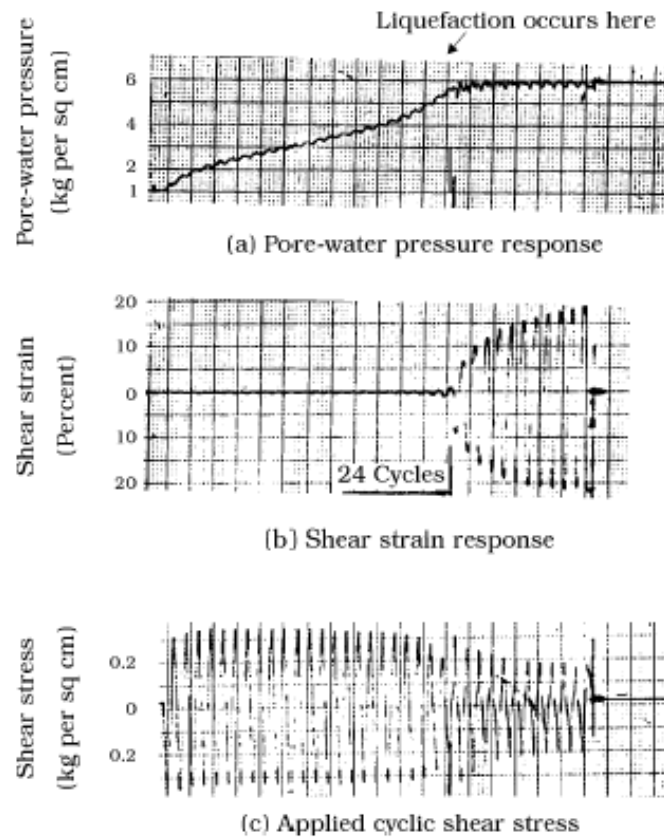 Liquefaction occurs here
Pore-water pressure
(kg per sq cm)
6
4
2
1
(a) Pore-water pressure response
Shear strain
(Percent)
20
10
0
10
20
24 Cycles
(b) Shear strain response
Shear stress
(kg per sq cm)
0.2
0
0.2
(c) Applied cyclic shear stress